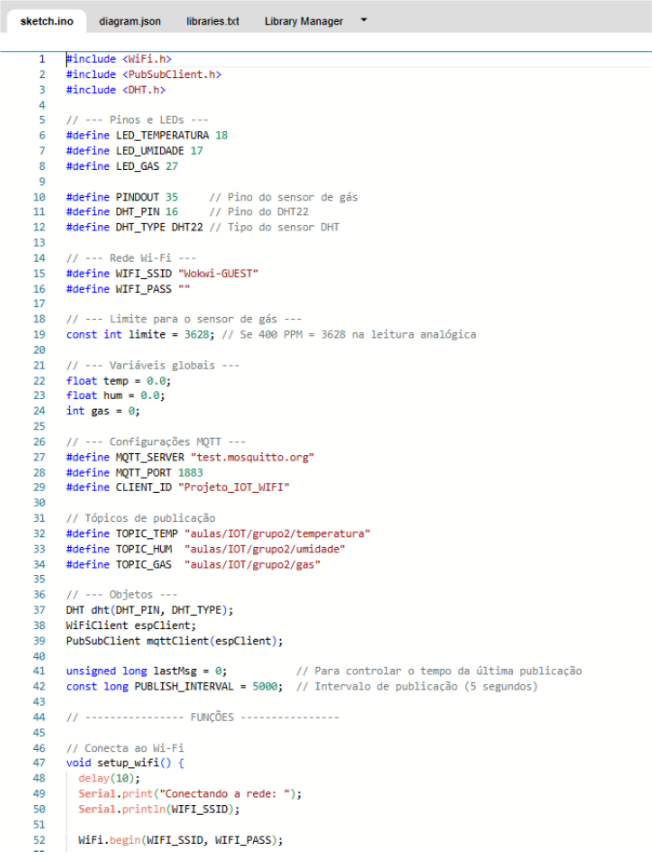 sketch.ino diagram.json libraries.txt Library Manager
1 #include <WiFi.h>
2 #include <PubSubClient.h>
3 #include <DHT.h>
4
5 // --- Pinos e LEDs ---
6 #define LED_TEMPERATURA 18
7 #define LED_UMIDADE 17
8 #define LED_GAS 27
9
10 #define PINDOUT 35 // Pino do sensor de gás
11 #define DHT_PIN 16 // Pino do DHT22
12 #define DHT_TYPE DHT22 // Tipo do sensor DHT
13
14 // --- Rede Wi-Fi ---
15 #define WIFI_SSID "Wokwi-GUEST"
16 #define WIFI_PASS ""
17
18 // --- Limite para o sensor de gás ---
19 const int limite = 3628; // Se 400 PPM = 3628 na leitura analógica
20
21 // --- Variáveis globais ---
22 float temp = 0.0;
23 float hum = 0.0;
24 int gas = 0;
25
26 // --- Configurações MQTT ---
27 #define MQTT_SERVER "test.mosquitto.org"
28 #define MQTT_PORT 1883
29 #define CLIENT_ID "Projeto_IOT_WIFI"
30
31 // Tópicos de publicação
32 #define TOPIC_TEMP "aulas/IOT/grupo2/temperatura"
33 #define TOPIC_HUM "aulas/IOT/grupo2/umidade"
34 #define TOPIC_GAS "aulas/IOT/grupo2/gas"
35
36 // --- Objetos ---
37 DHT dht(DHT_PIN, DHT_TYPE);
38 WiFiClient espClient;
39 PubSubClient mqttClient(espClient);
40
41 unsigned long lastMsg = 0; // Para controlar o tempo da última publicação
42 const long PUBLISH_INTERVAL = 5000; // Intervalo de publicação (5 segundos)
43
44 // ---------------- FUNÇÕES ----------------
45
46 // Conecta ao Wi-Fi
47 void setup_wifi() {
48 delay(10);
49 Serial.print("Conectando a rede: ");
50 Serial.println(WIFI_SSID);
51
52 WiFi.begin(WIFI_SSID, WIFI_PASS);